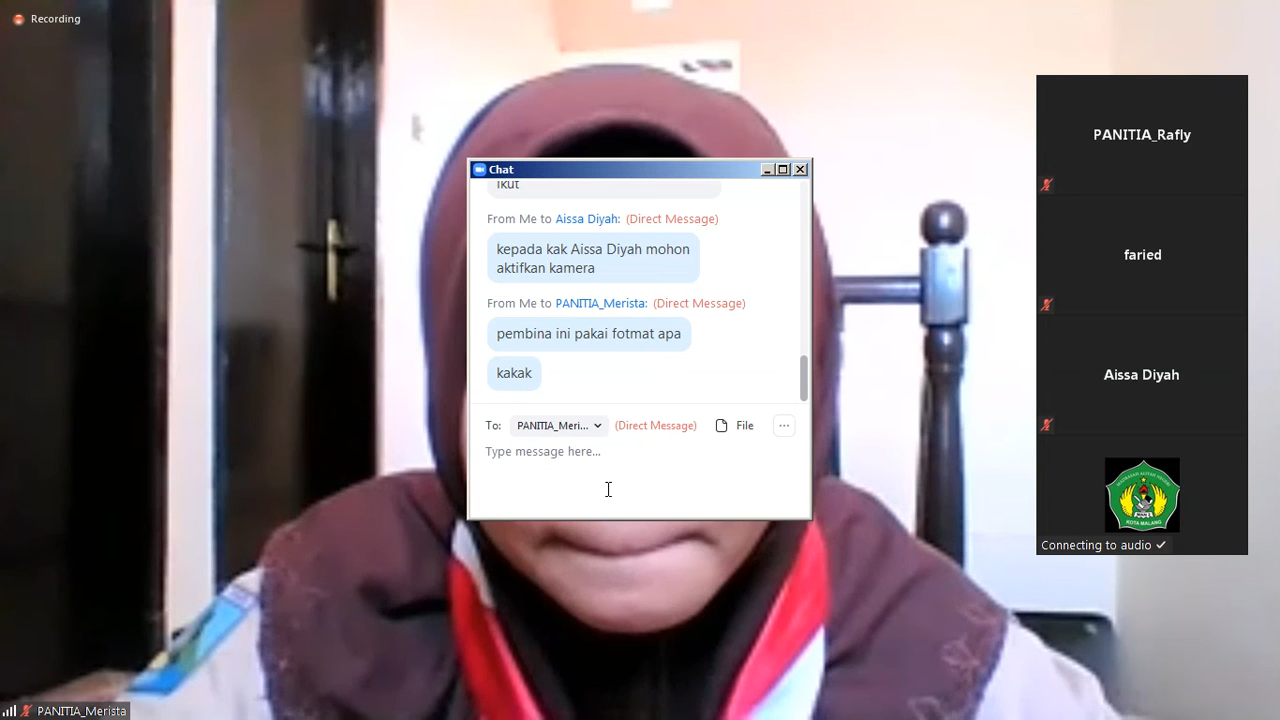 Recording
Chat
ikut
From Me to Aissa Diyah: (Direct Message)
kepada kak Aissa Diyah mohon
aktifkan kamera
From Me to PANITIA_Merista: (Direct Message)
pembina ini pakai fotmat apa
kakak
To: PANITIA_Meri... (Direct Message) File
Type message here...
PANITIA_Rafly
faried
Aissa Diyah
KOTA MALANG
Connecting to audio
PANITIA_Merista